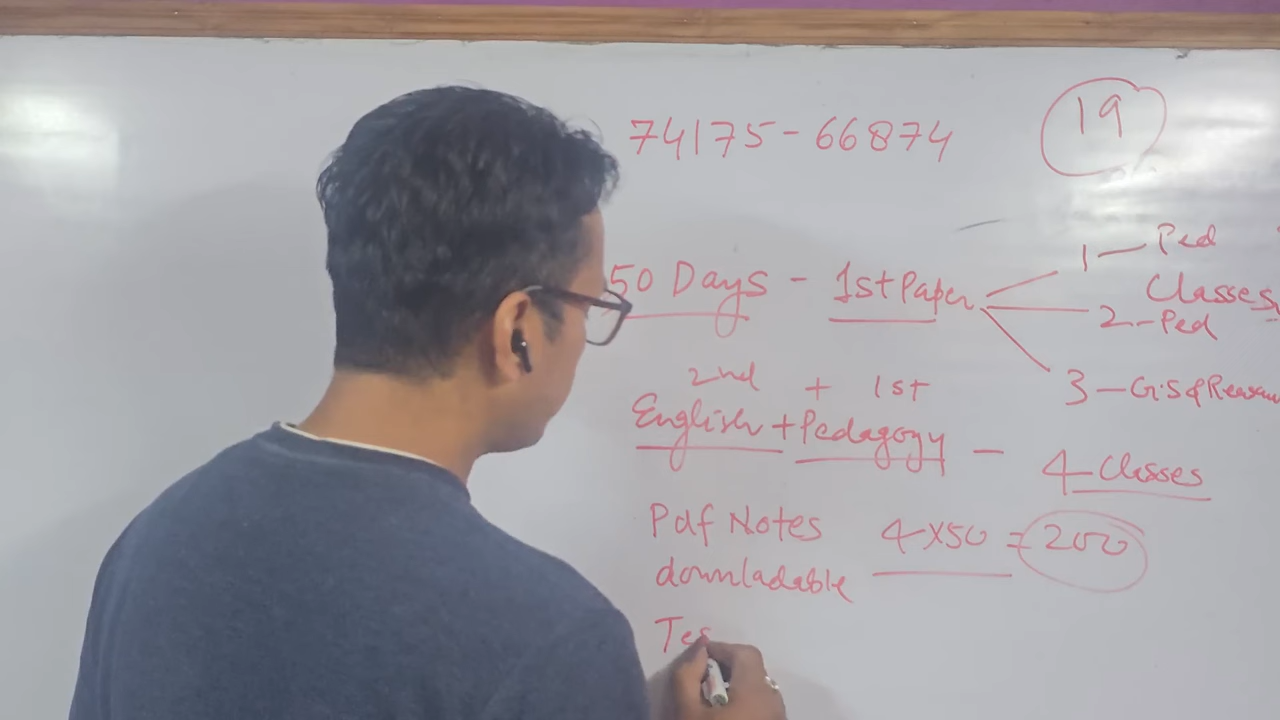 74175-66874
19
50 Days - 1st Paper
1 - Ped
Classes
2 - Ped
3 - G.S & Reason
2nd + 1st
English + Pedagogy - 4 Classes
Pdf Notes 4x50 = 200
downladable
Tes